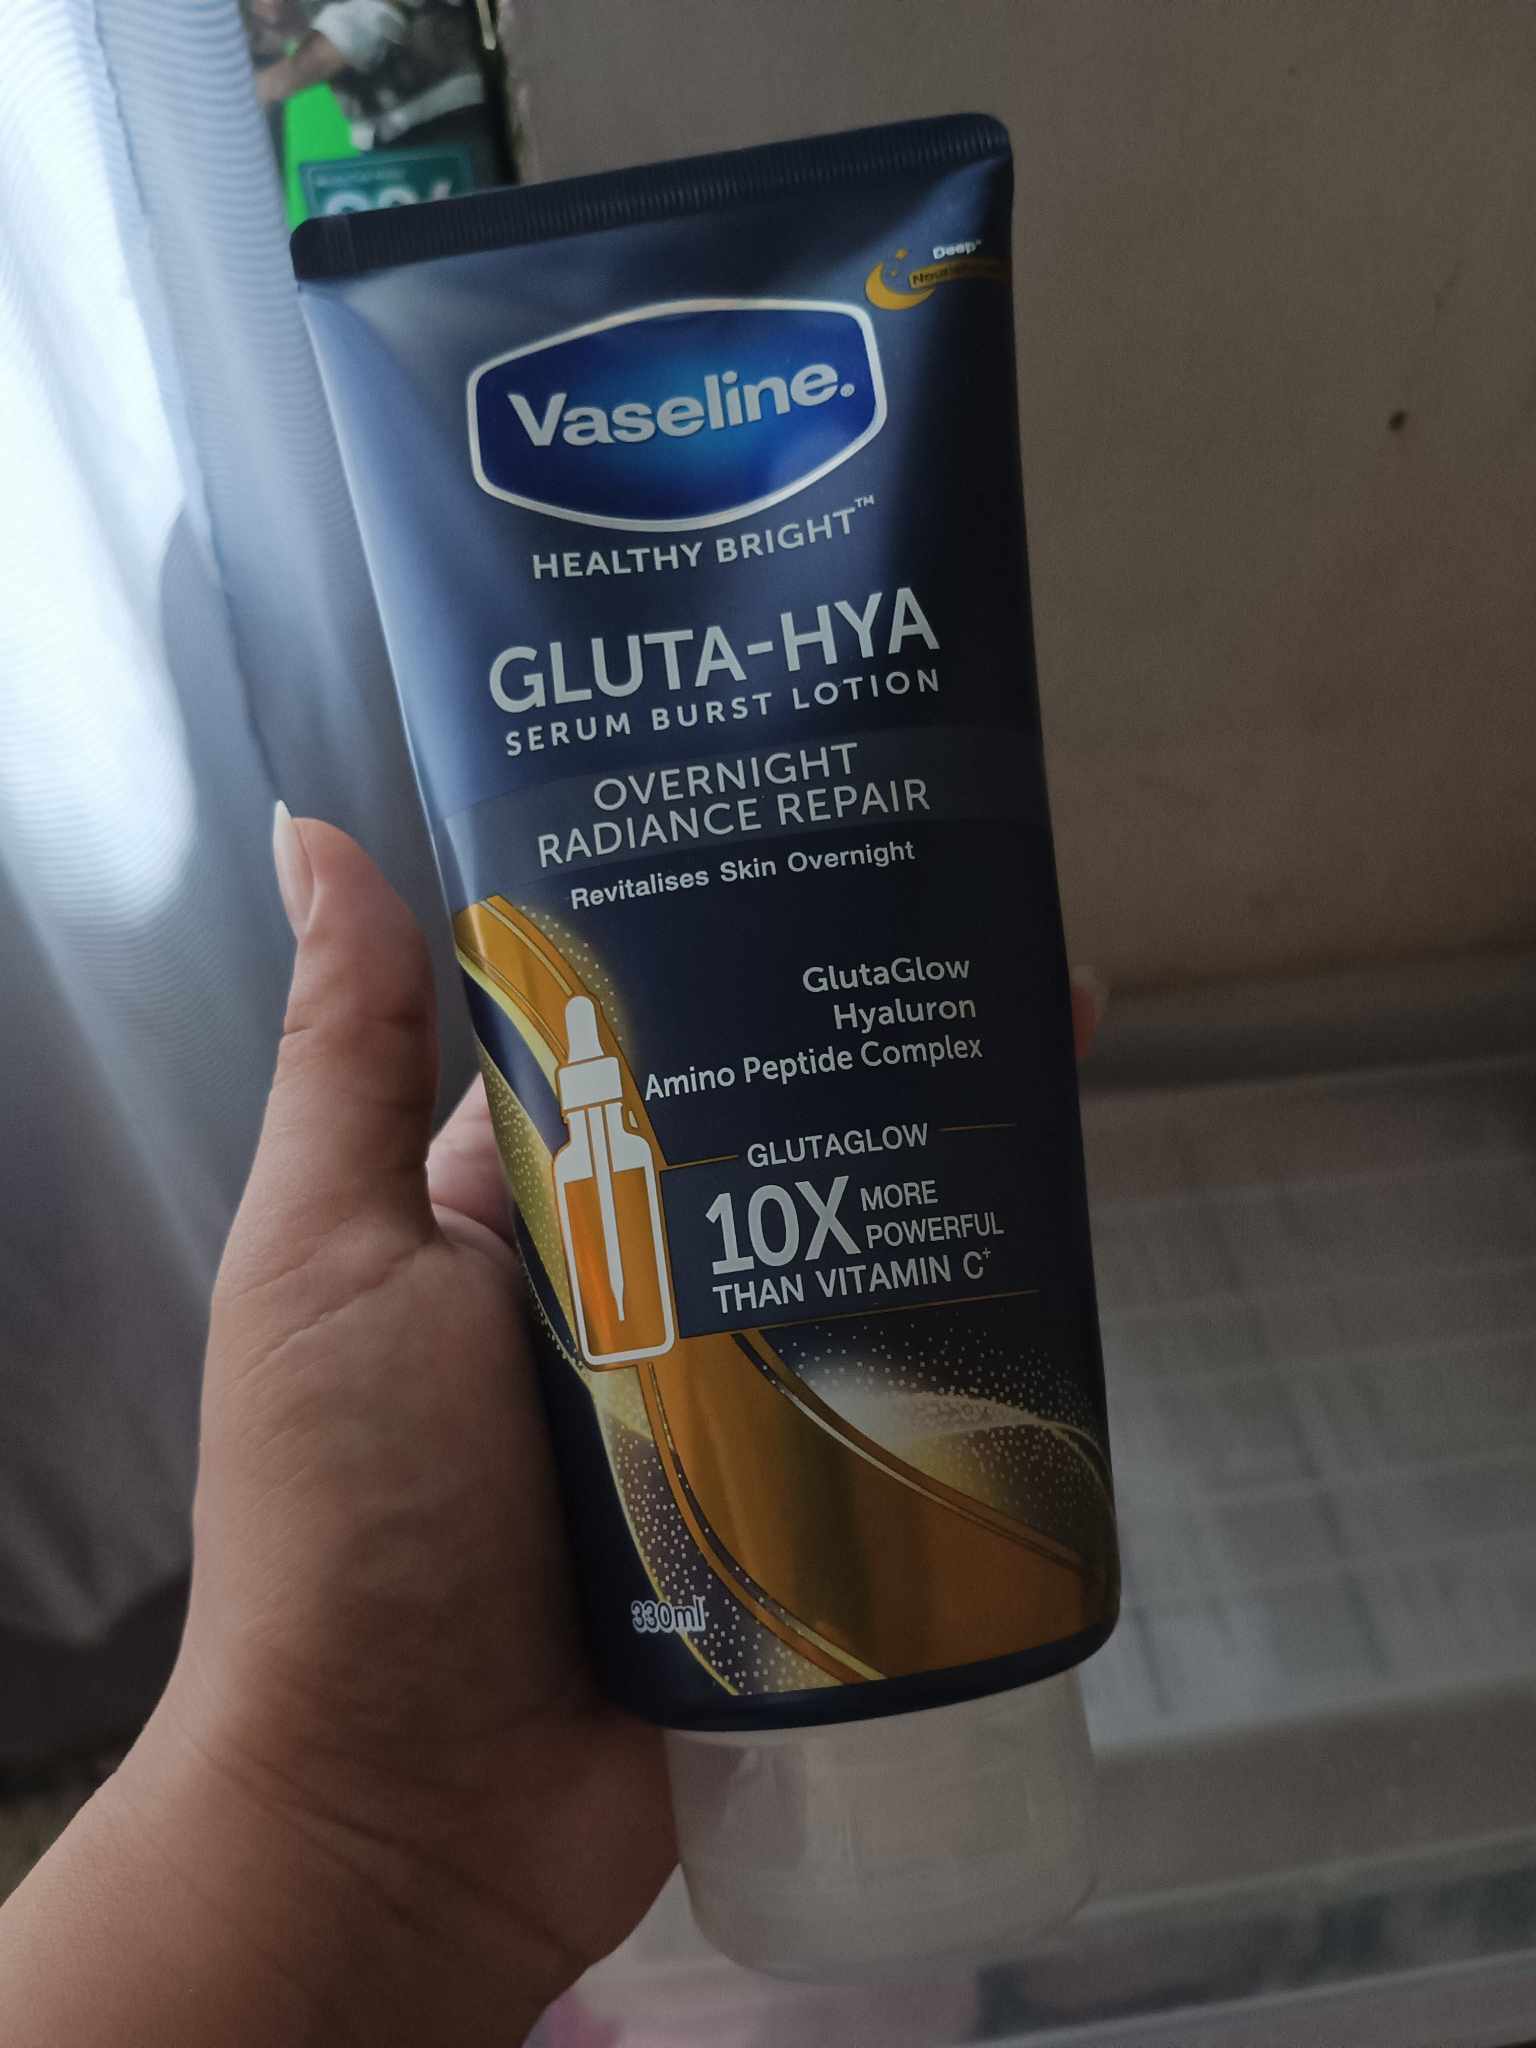 Deep*
Vaseline.®
HEALTHY BRIGHT™
GLUTA-HYA
SERUM BURST LOTION
OVERNIGHT
RADIANCE REPAIR
Revitalises Skin Overnight
GlutaGlow
Hyaluron
Amino Peptide Complex
GLUTAGLOW
10X MORE
POWERFUL
THAN VITAMIN C†
330ml